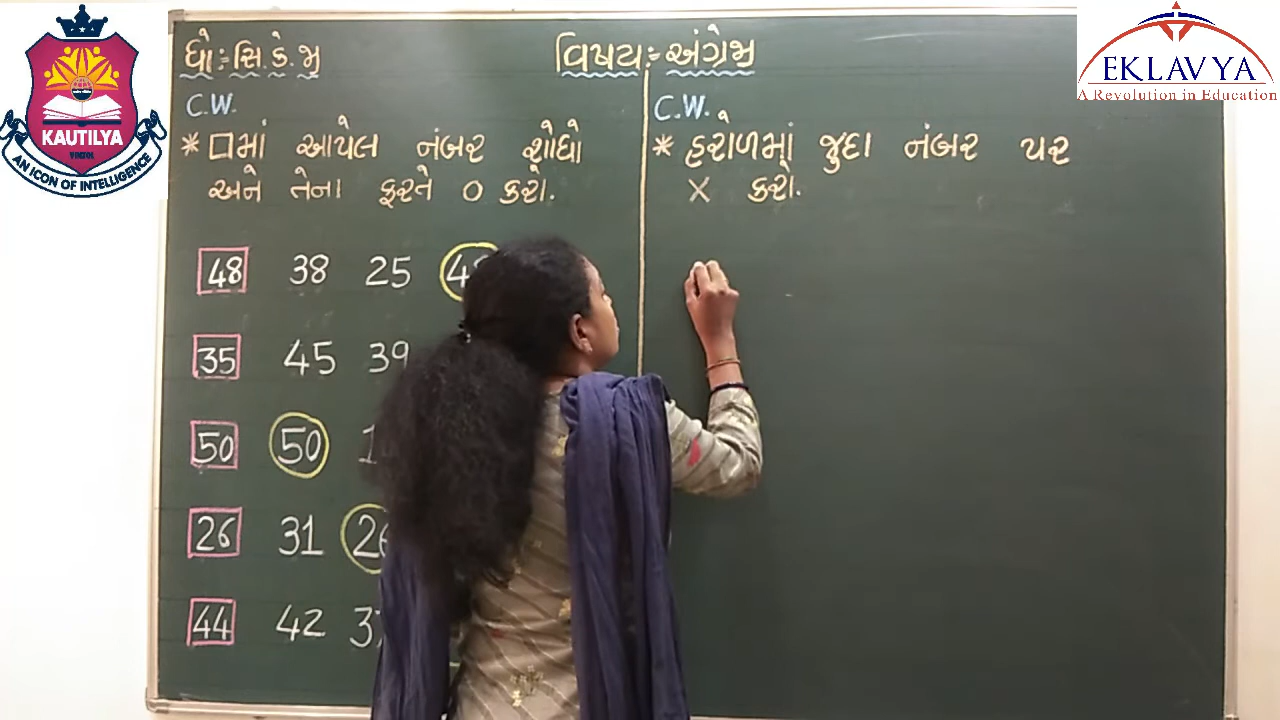 KAUTILYA
AN ICON OF INTELLIGENCE
EKLAVYA
A Revolution in Education
ધો:-સિ.કે.જી
વિષય:-અંગ્રેજી
C.W.
* □માં આપેલ નંબર શોધો
અને તેના ફરતે ○ કરો.
48 38 25
35 45 39
50 50
26 31
44 42
C.W.
* હરોળમાં જુદા નંબર પર
X કરો.